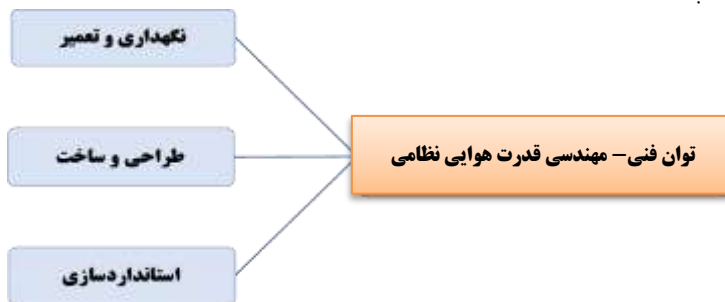 نگهداری و تعمیر
توان فنی– مهندسی قدرت هوایی نظامی
طراحی و ساخت
استانداردسازی